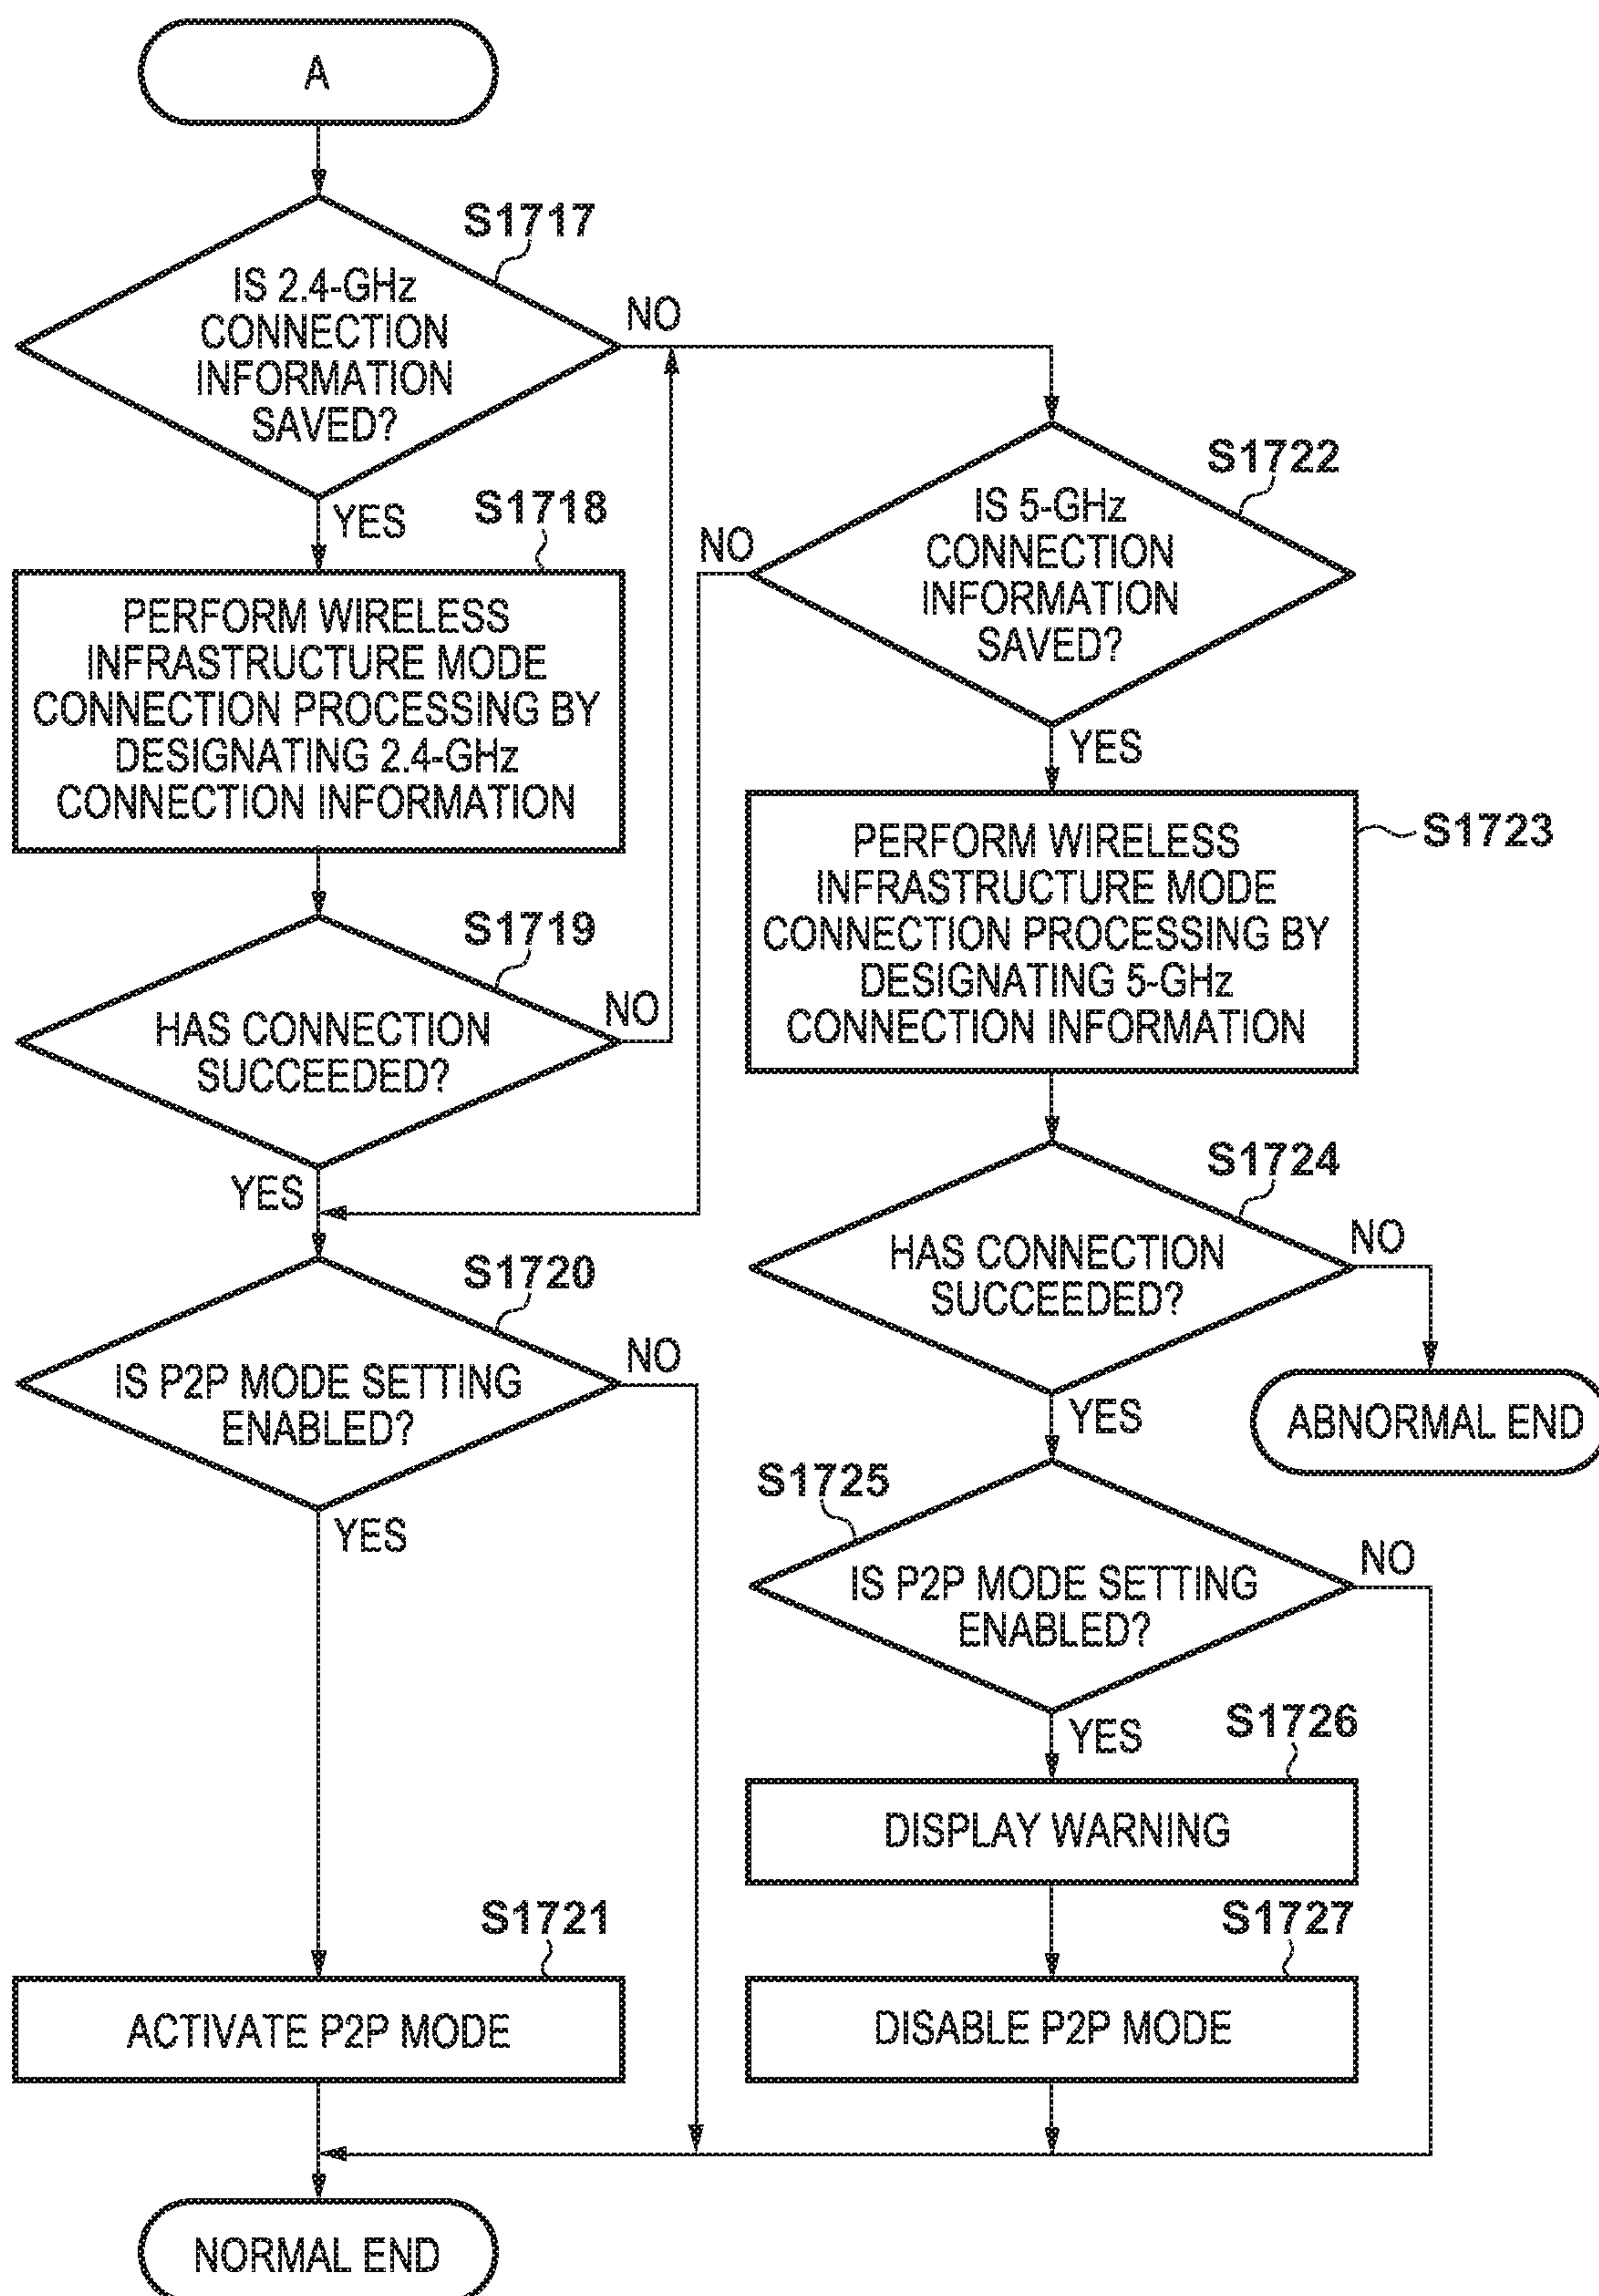 A
S1717
IS 2.4-GHz
CONNECTION
INFORMATION
SAVED?
NO
YES
S1718
PERFORM WIRELESS
INFRASTRUCTURE MODE
CONNECTION PROCESSING BY
DESIGNATING 2.4-GHz
CONNECTION INFORMATION
S1719
HAS CONNECTION
SUCCEEDED?
NO
YES
S1720
IS P2P MODE SETTING
ENABLED?
NO
YES
S1721
ACTIVATE P2P MODE
NORMAL END
S1722
IS 5-GHz
CONNECTION
INFORMATION
SAVED?
NO
YES
S1723
PERFORM WIRELESS
INFRASTRUCTURE MODE
CONNECTION PROCESSING BY
DESIGNATING 5-GHz
CONNECTION INFORMATION
S1724
HAS CONNECTION
SUCCEEDED?
NO
ABNORMAL END
YES
S1725
IS P2P MODE SETTING
ENABLED?
NO
YES
S1726
DISPLAY WARNING
S1727
DISABLE P2P MODE